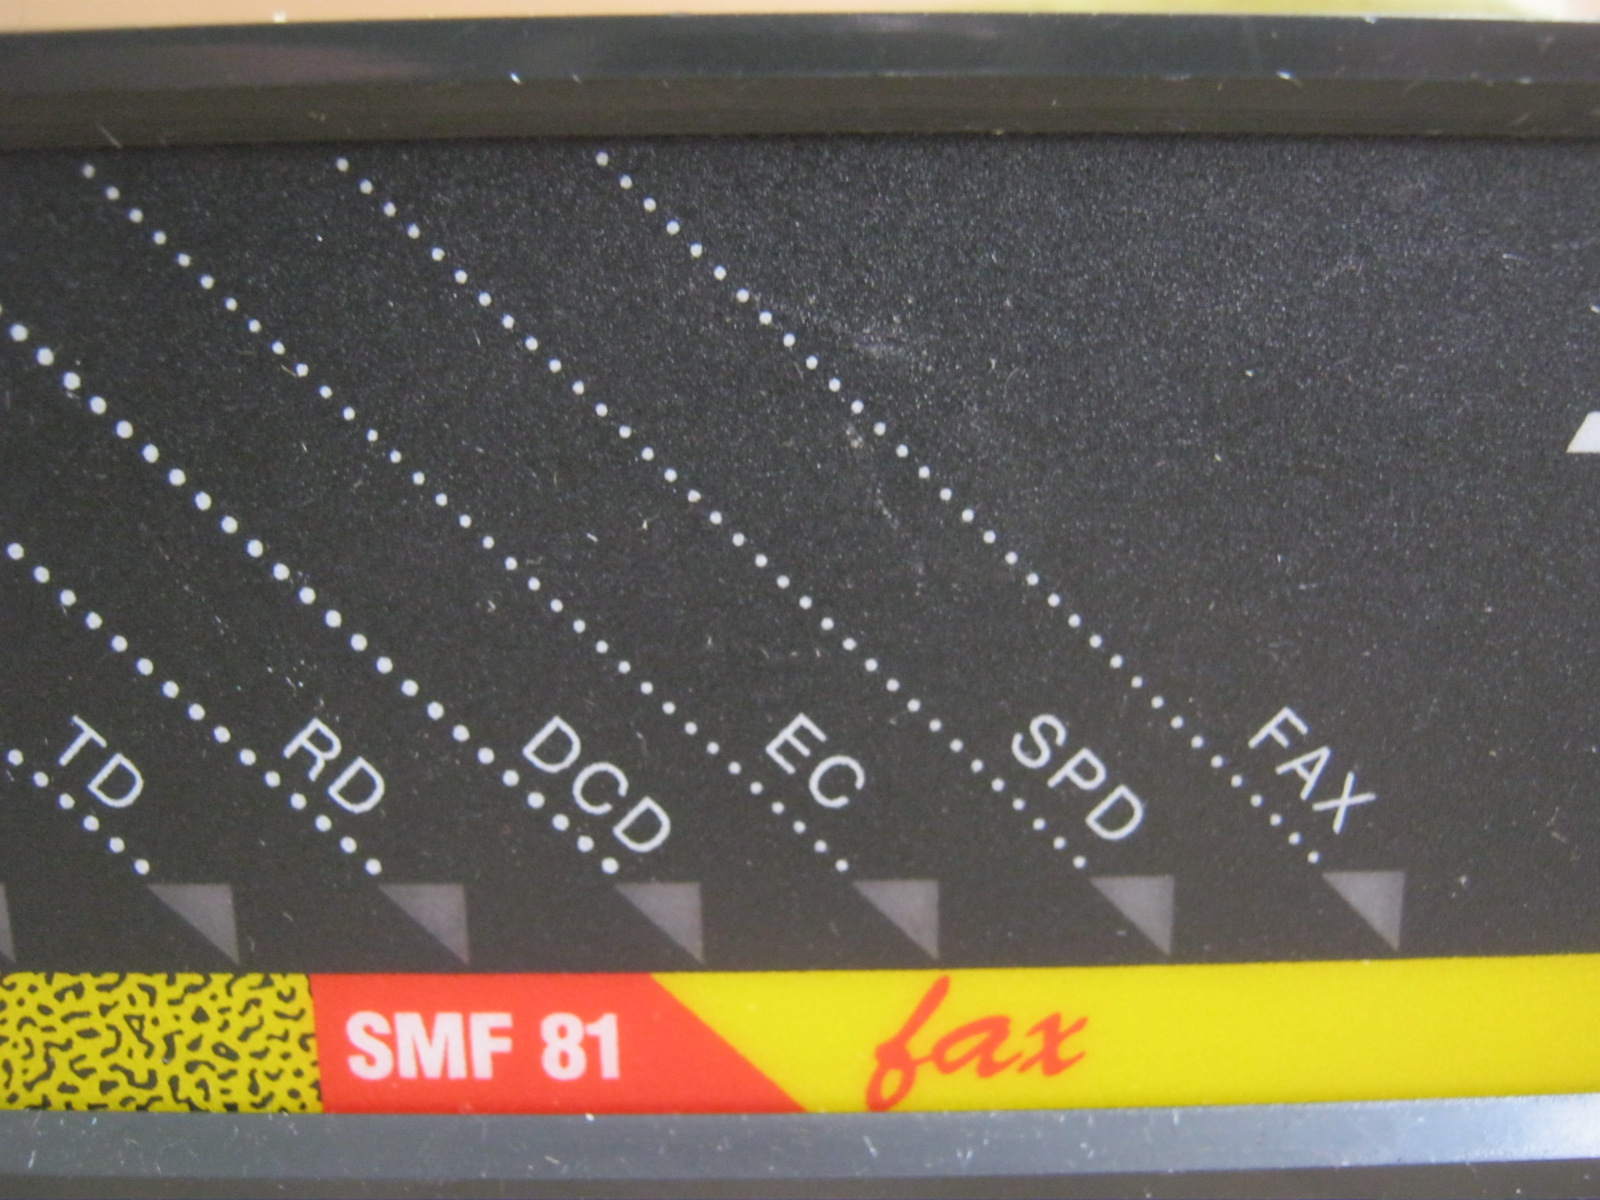 TD RD DCD EC SPD FAX
SMF 81 fax